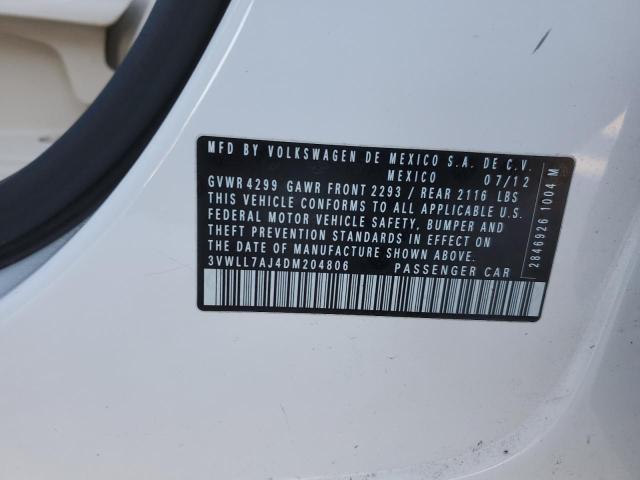 MFD BY VOLKSWAGEN DE MEXICO S.A. DE C.V.
MEXICO 07/12
GVWR 4299 GAWR FRONT 2293 / REAR 2116 LBS
THIS VEHICLE CONFORMS TO ALL APPLICABLE U.S.
FEDERAL MOTOR VEHICLE SAFETY, BUMPER AND
THEFT PREVENTION STANDARDS IN EFFECT ON
THE DATE OF MANUFACTURE SHOWN ABOVE.
3VWLL7AJ4DM204806 PASSENGER CAR
2846926 1004 M